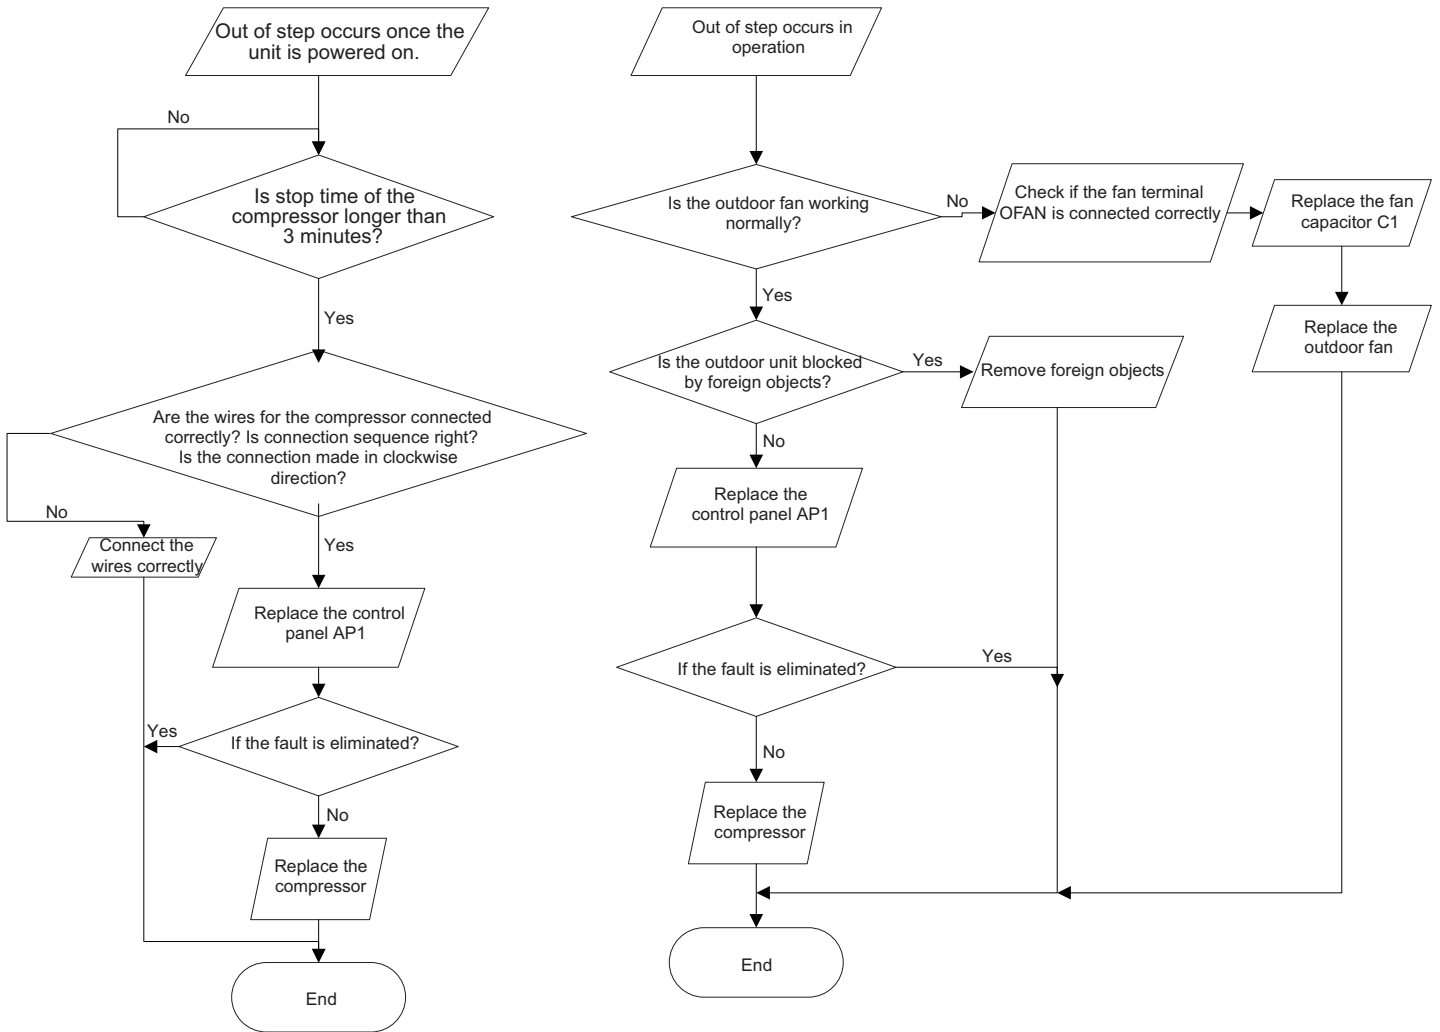 Out of step occurs once the
unit is powered on.
No
Is stop time of the
compressor longer than
3 minutes?
Yes
Are the wires for the compressor connected
correctly? Is connection sequence right?
Is the connection made in clockwise
direction?
No
Connect the
wires correctly
Yes
Replace the control
panel AP1
Yes
If the fault is eliminated?
No
Replace the
compressor
End
Out of step occurs in
operation
Is the outdoor fan working
normally?
No
Check if the fan terminal
OFAN is connected correctly
Replace the fan
capacitor C1
Replace the
outdoor fan
Yes
Is the outdoor unit blocked
by foreign objects?
Yes
Remove foreign objects
No
Replace the
control panel AP1
If the fault is eliminated?
Yes
No
Replace the
compressor
End